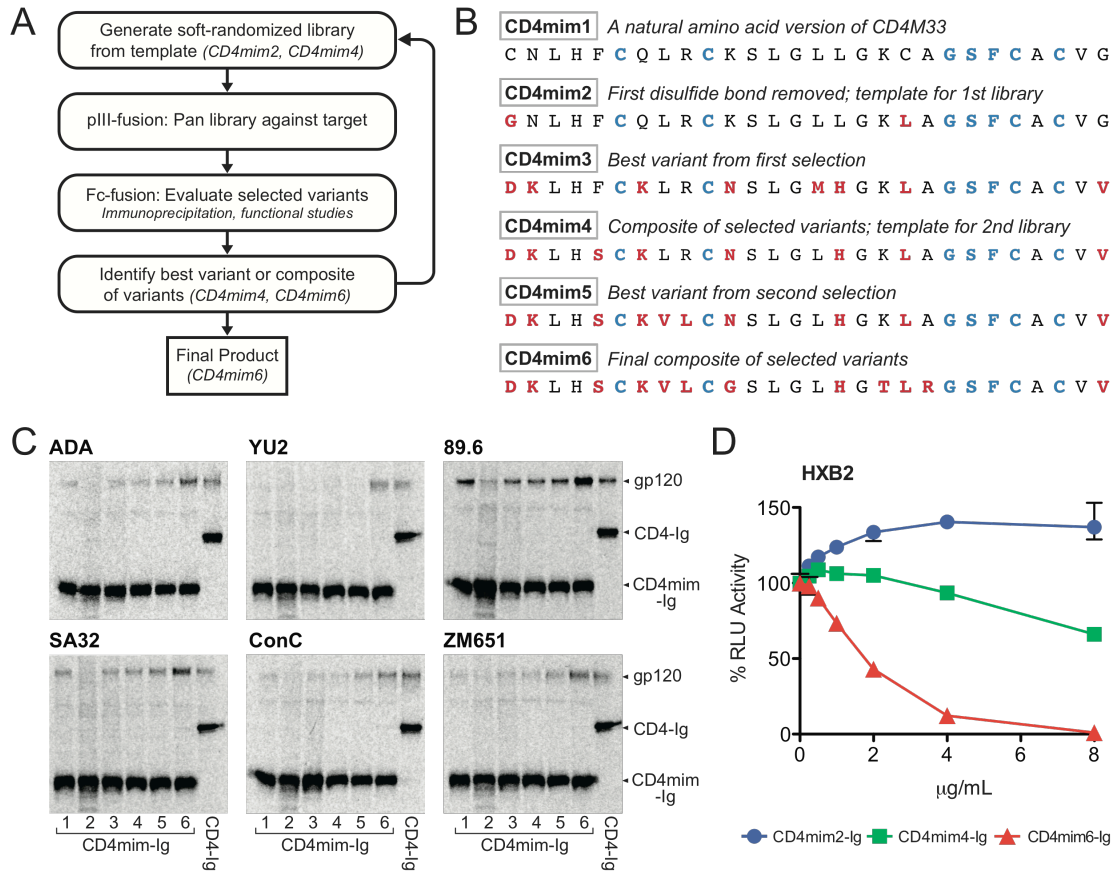 A
Generate soft-randomized library
from template (CD4mim2, CD4mim4)
pIII-fusion: Pan library against target
Fc-fusion: Evaluate selected variants
Immunoprecipitation, functional studies
Identify best variant or composite
of variants (CD4mim4, CD4mim6)
Final Product
(CD4mim6)
B
CD4mim1 A natural amino acid version of CD4M33
C N L H F C Q L R C K S L G L L G K C A G S F C A C V G
CD4mim2 First disulfide bond removed; template for 1st library
G N L H F C Q L R C K S L G L L G K L A G S F C A C V G
CD4mim3 Best variant from first selection
D K L H F C K L R C N S L G M H G K L A G S F C A C V V
CD4mim4 Composite of selected variants; template for 2nd library
D K L H S C K L R C N S L G L H G K L A G S F C A C V V
CD4mim5 Best variant from second selection
D K L H S C K V L C N S L G L H G K L A G S F C A C V V
CD4mim6 Final composite of selected variants
D K L H S C K V L C G S L G L H G T L R G S F C A C V V
C
ADA YU2 89.6
gp120
CD4-Ig
CD4mim
-Ig
SA32 ConC ZM651
gp120
CD4-Ig
CD4mim
-Ig
1 2 3 4 5 6 CD4-Ig 1 2 3 4 5 6 CD4-Ig 1 2 3 4 5 6 CD4-Ig
CD4mim-Ig CD4mim-Ig CD4mim-Ig
D
HXB2
% RLU Activity
150
100
50
0
0 2 4 6 8
µg/mL
CD4mim2-Ig CD4mim4-Ig CD4mim6-Ig